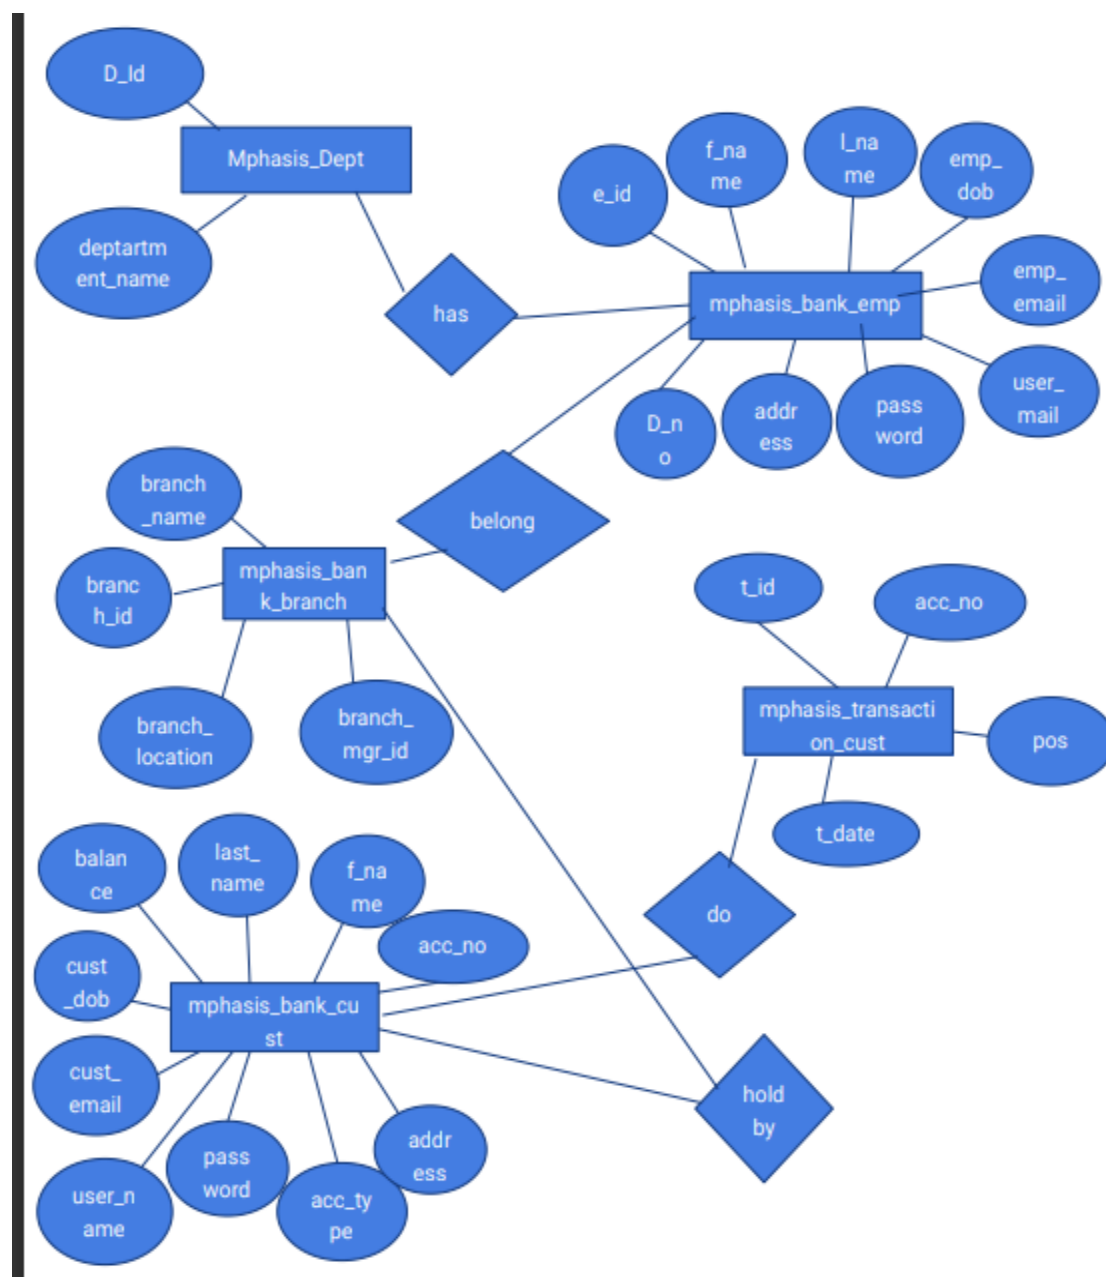 D_Id
Mphasis_Dept
deptartm
ent_name
has
e_id
f_na
me
l_na
me
emp_
dob
emp_
email
mphasis_bank_emp
user_
mail
D_n
o
addr
ess
pass
word
belong
branch
_name
branc
h_id
mphasis_ban
k_branch
branch_
location
branch_
mgr_id
t_id
acc_no
mphasis_transacti
on_cust
pos
t_date
do
balan
ce
last_
name
f_na
me
acc_no
cust
_dob
mphasis_bank_cu
st
cust_
email
user_n
ame
pass
word
acc_ty
pe
addr
ess
hold
by